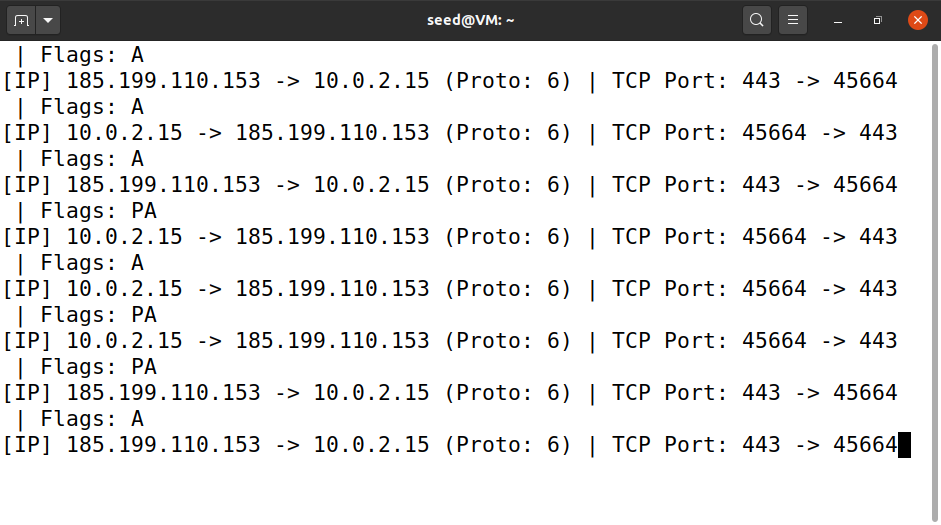 seed@VM: ~
| Flags: A
[IP] 185.199.110.153 -> 10.0.2.15 (Proto: 6) | TCP Port: 443 -> 45664
| Flags: A
[IP] 10.0.2.15 -> 185.199.110.153 (Proto: 6) | TCP Port: 45664 -> 443
| Flags: A
[IP] 185.199.110.153 -> 10.0.2.15 (Proto: 6) | TCP Port: 443 -> 45664
| Flags: PA
[IP] 10.0.2.15 -> 185.199.110.153 (Proto: 6) | TCP Port: 45664 -> 443
| Flags: A
[IP] 10.0.2.15 -> 185.199.110.153 (Proto: 6) | TCP Port: 45664 -> 443
| Flags: PA
[IP] 10.0.2.15 -> 185.199.110.153 (Proto: 6) | TCP Port: 45664 -> 443
| Flags: PA
[IP] 185.199.110.153 -> 10.0.2.15 (Proto: 6) | TCP Port: 443 -> 45664
| Flags: A
[IP] 185.199.110.153 -> 10.0.2.15 (Proto: 6) | TCP Port: 443 -> 45664